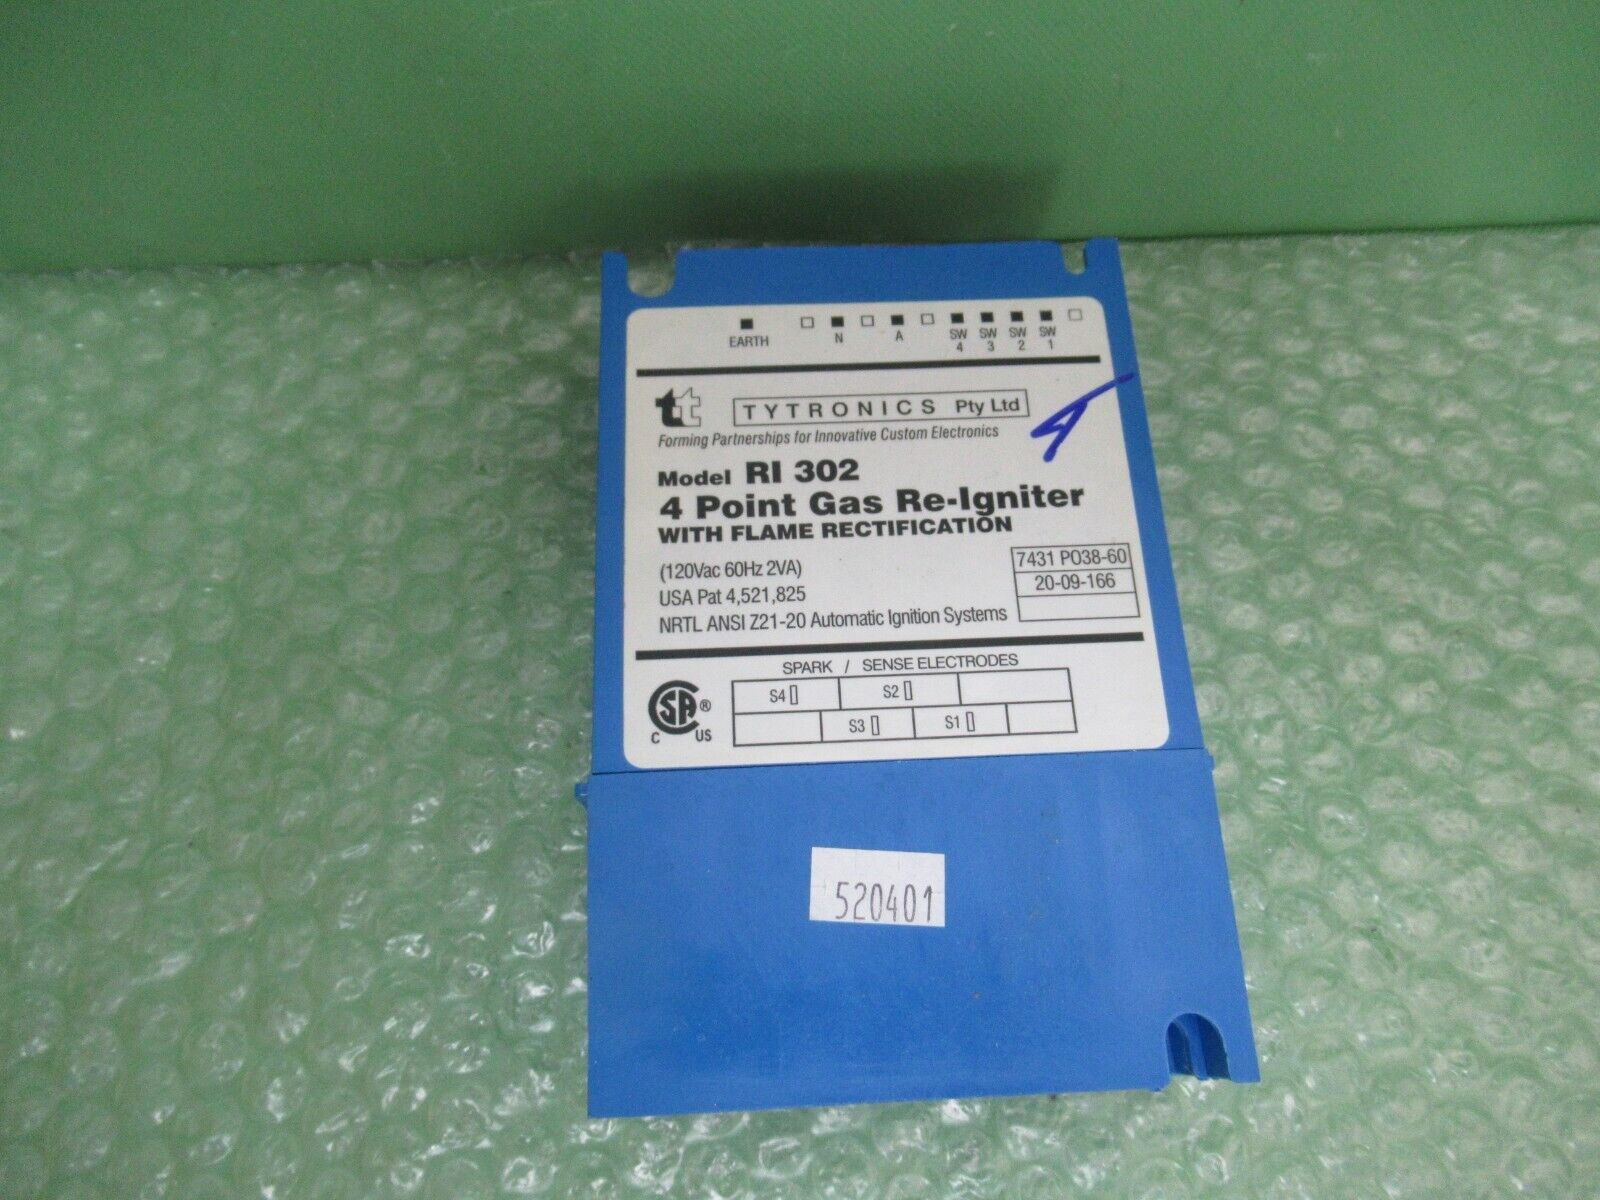 EARTH N A SW 4 SW 3 SW 2 SW 1
tt TYTRONICS Pty Ltd
Forming Partnerships for Innovative Custom Electronics
Model RI 302
4 Point Gas Re-Igniter
WITH FLAME RECTIFICATION
(120Vac 60Hz 2VA)
USA Pat 4,521,825
NRTL ANSI Z21-20 Automatic Ignition Systems
7431 PO38-60
20-09-166
SPARK / SENSE ELECTRODES
S4 S2
S3 S1
CSA ®
C US
520401